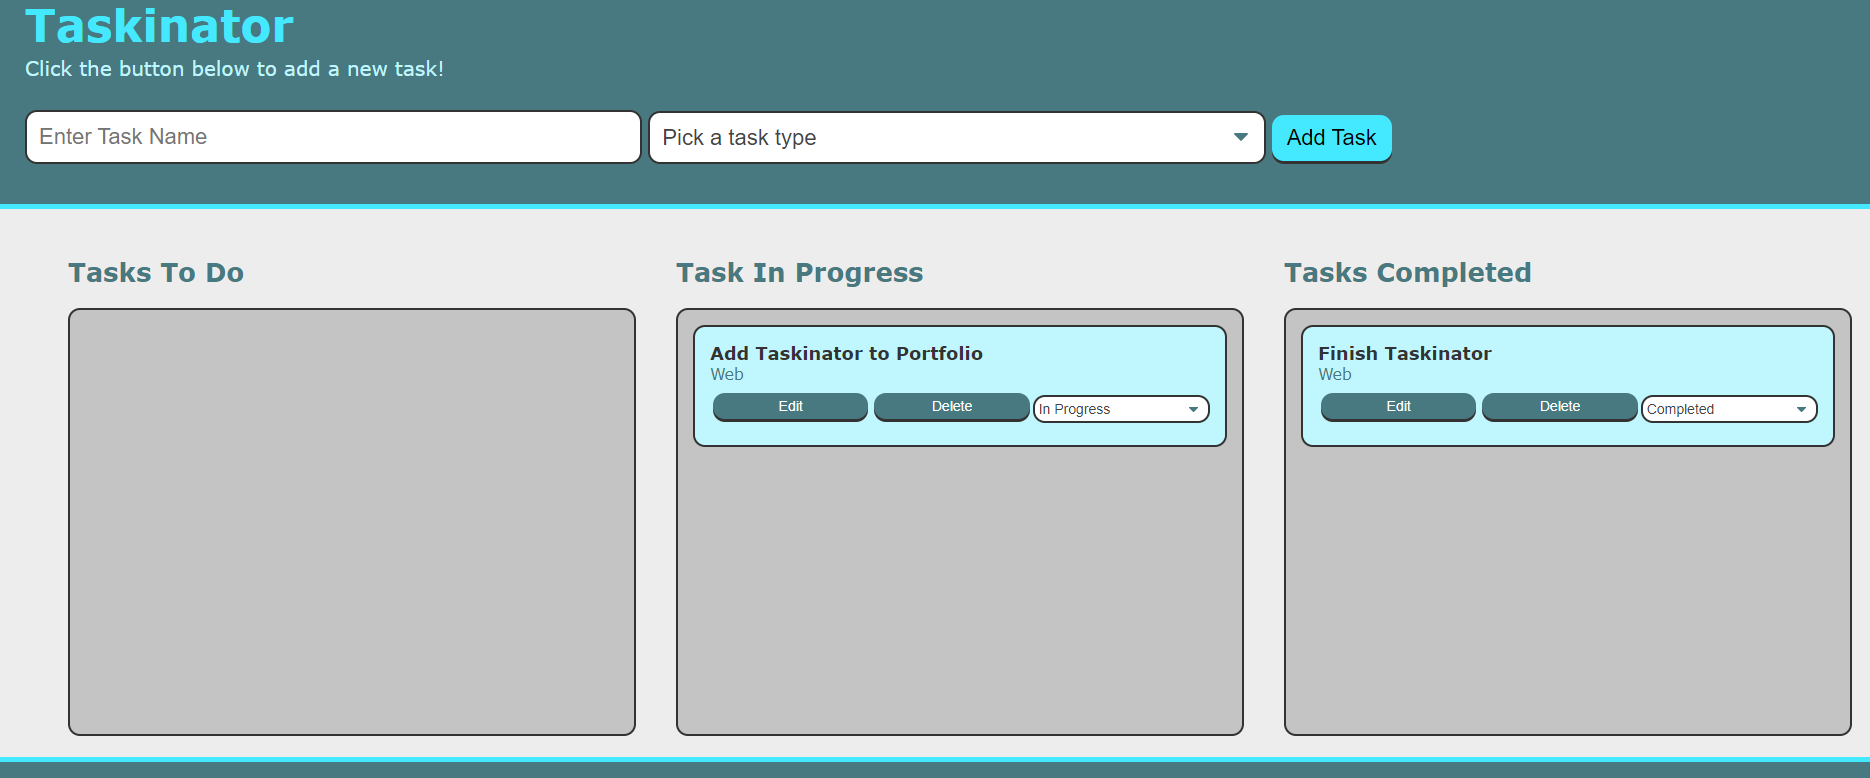 Taskinator
Click the button below to add a new task!
Enter Task Name
Pick a task type
Add Task
Tasks To Do
Task In Progress
Add Taskinator to Portfolio
Web
Edit
Delete
In Progress
Tasks Completed
Finish Taskinator
Web
Edit
Delete
Completed